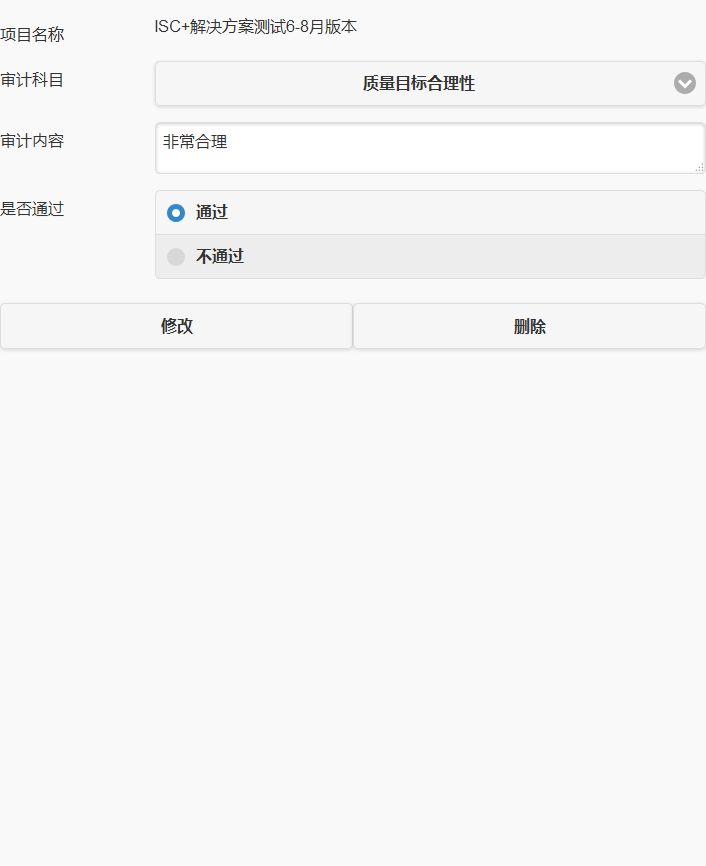 项目名称
ISC+解决方案测试6-8月版本
审计科目
质量目标合理性
审计内容
非常合理
是否通过
通过
不通过
修改
删除